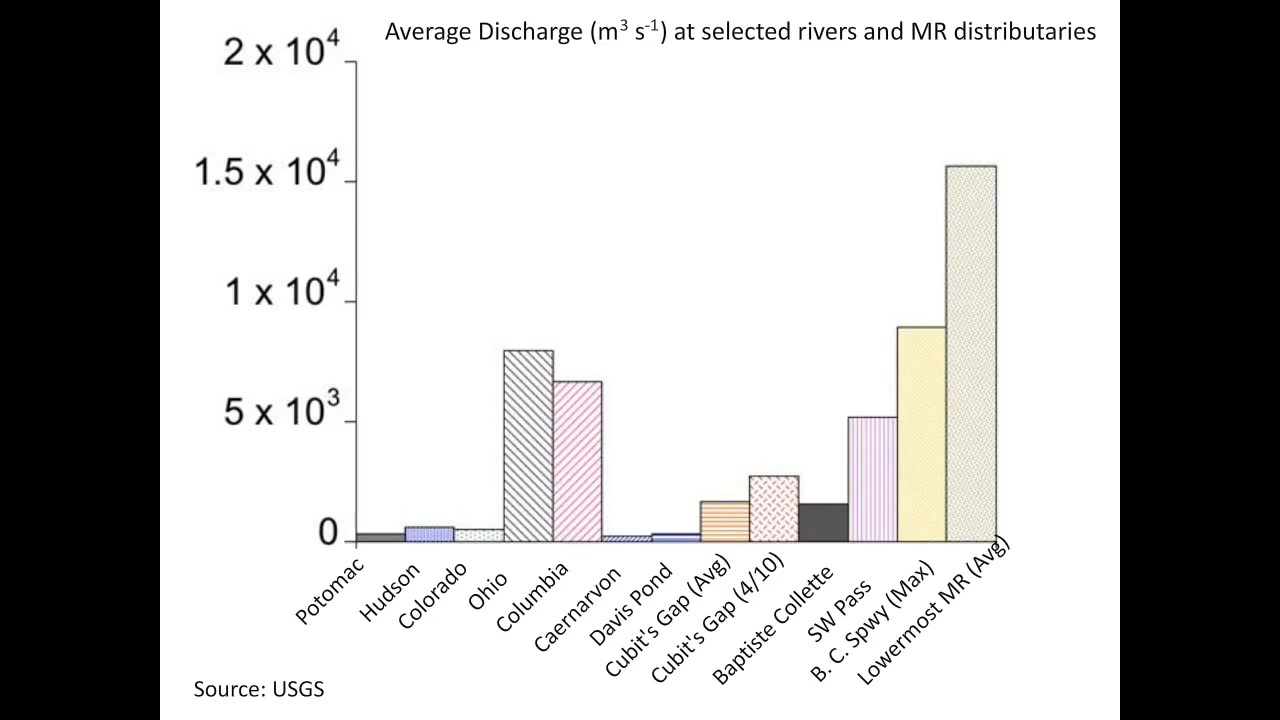 Average Discharge (m³ s⁻¹) at selected rivers and MR distributaries
2 x 10⁴
1.5 x 10⁴
1 x 10⁴
5 x 10³
0
Potomac
Hudson
Colorado
Ohio
Columbia
Caernarvon
Davis Pond
Cubit's Gap (Avg)
Cubit's Gap (4/10)
Baptiste Collette
SW Pass
B. C. Spwy (Max)
Lowermost MR (Avg)
Source: USGS